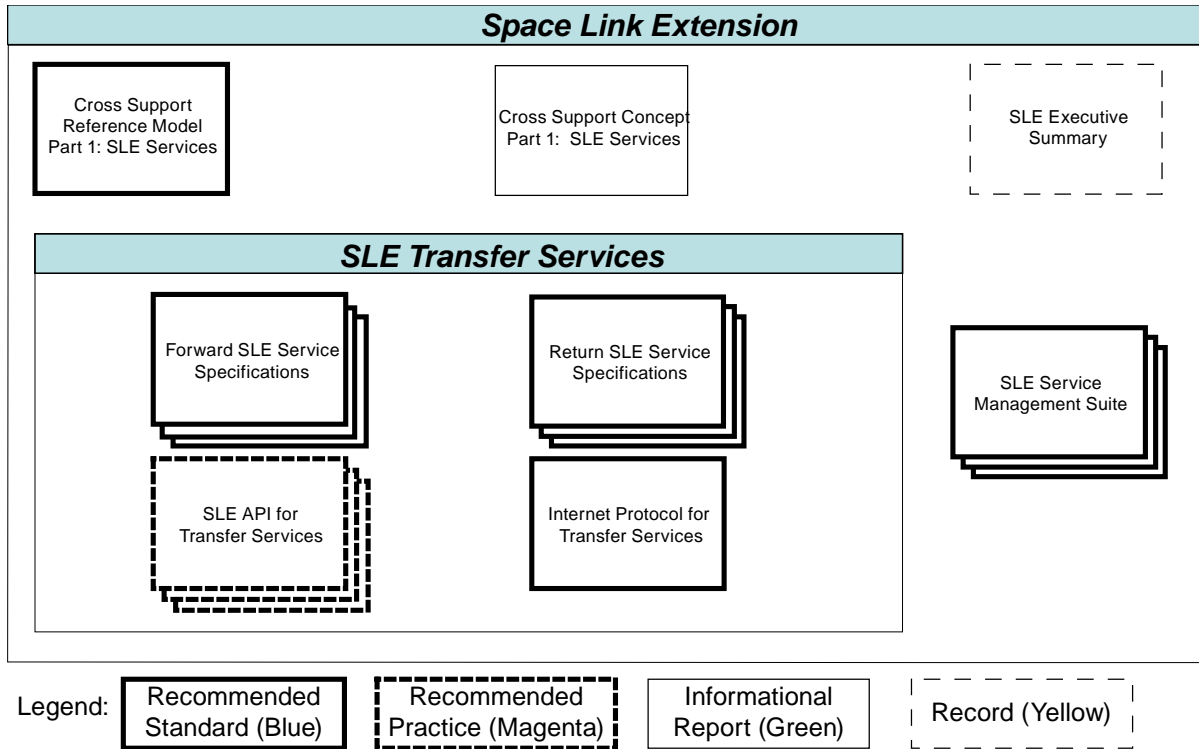 Space Link Extension
Cross Support
Reference Model
Part 1: SLE Services
Cross Support Concept
Part 1: SLE Services
SLE Executive
Summary
SLE Transfer Services
Forward SLE Service
Specifications
Return SLE Service
Specifications
SLE Service
Management Suite
SLE API for
Transfer Services
Internet Protocol for
Transfer Services
Legend:
Recommended
Standard (Blue)
Recommended
Practice (Magenta)
Informational
Report (Green)
Record (Yellow)